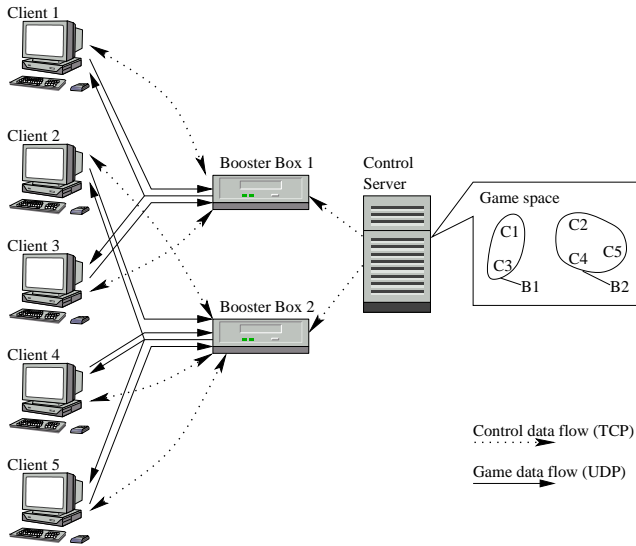 Client 1
Client 2
Client 3
Client 4
Client 5
Booster Box 1
Booster Box 2
Control
Server
Game space
C1
C3
B1
C2
C5
C4
B2
Control data flow (TCP)
Game data flow (UDP)